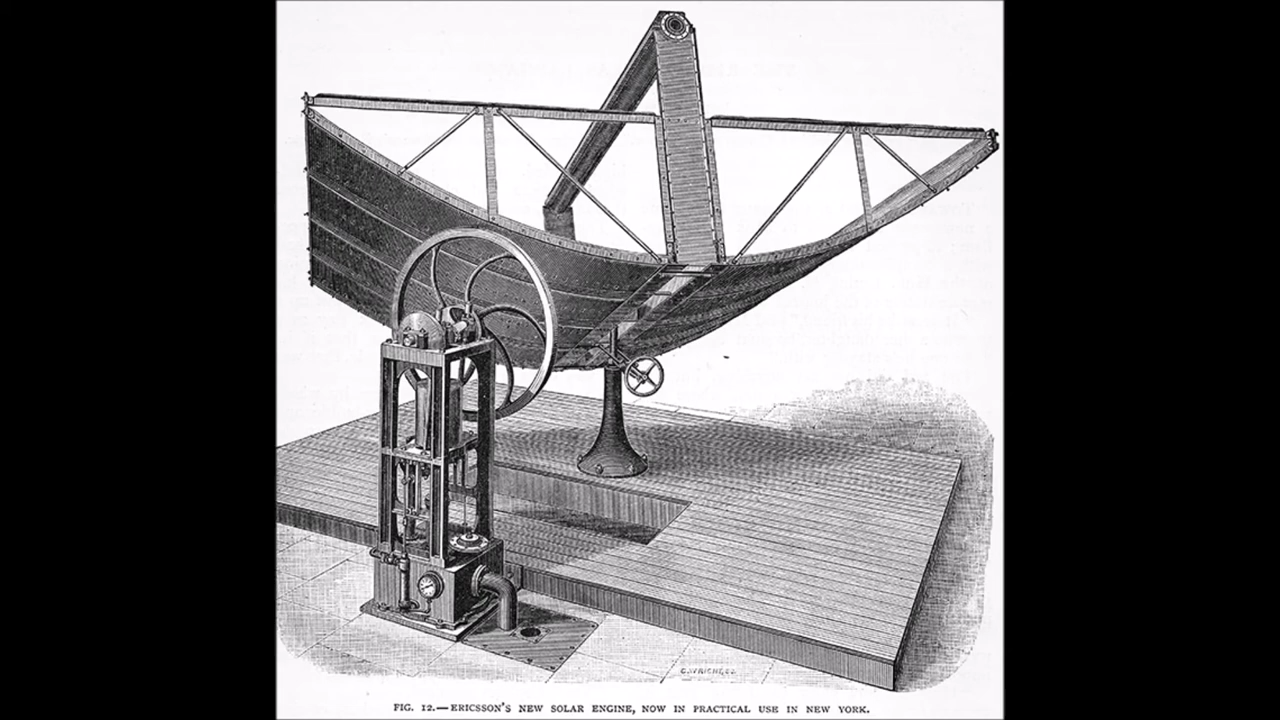 FIG. 12.—ERICSSON'S NEW SOLAR ENGINE, NOW IN PRACTICAL USE IN NEW YORK.